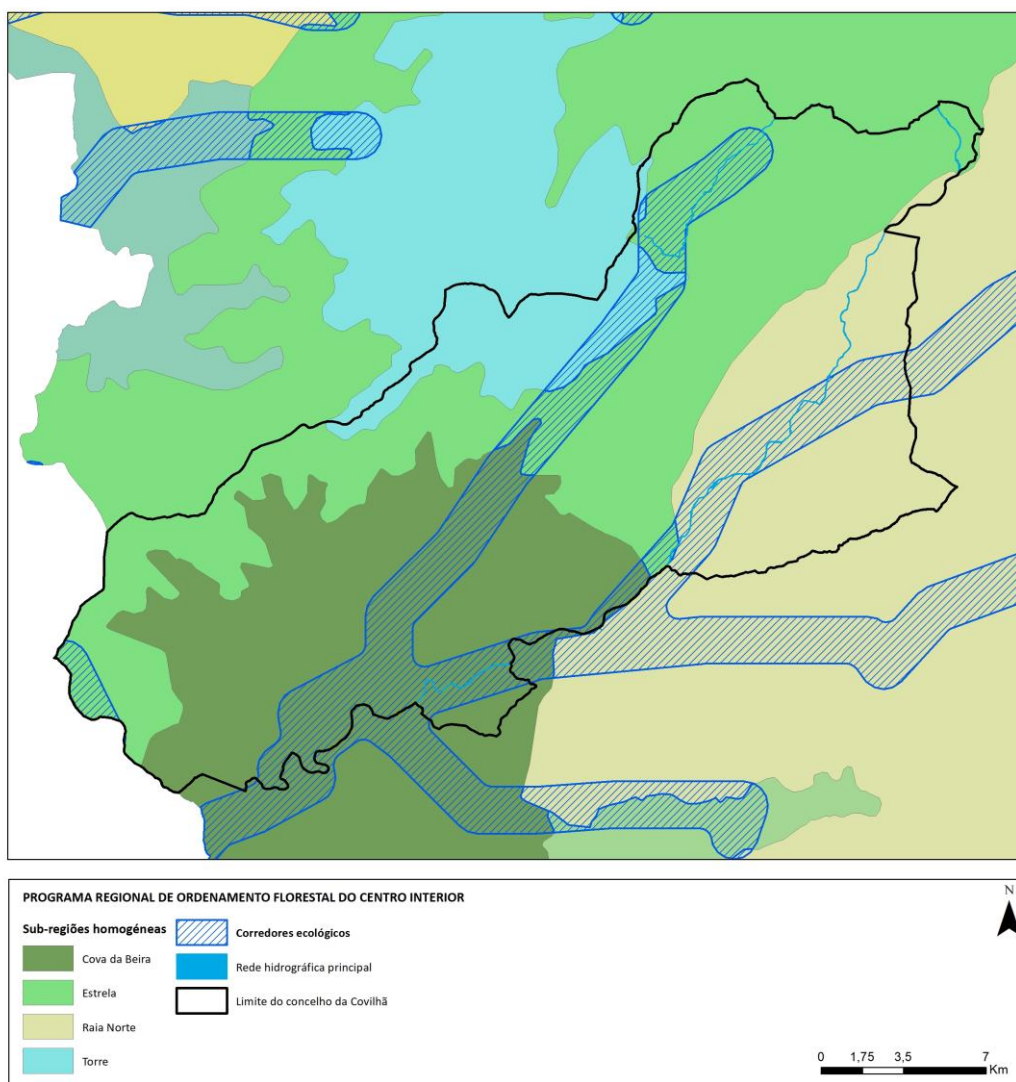 PROGRAMA REGIONAL DE ORDENAMENTO FLORESTAL DO CENTRO INTERIOR
N
Sub-regiões homogéneas
Cova da Beira
Estrela
Raia Norte
Torre
Corredores ecológicos
Rede hidrográfica principal
Limite do concelho da Covilhã
0 1,75 3,5 7
Km